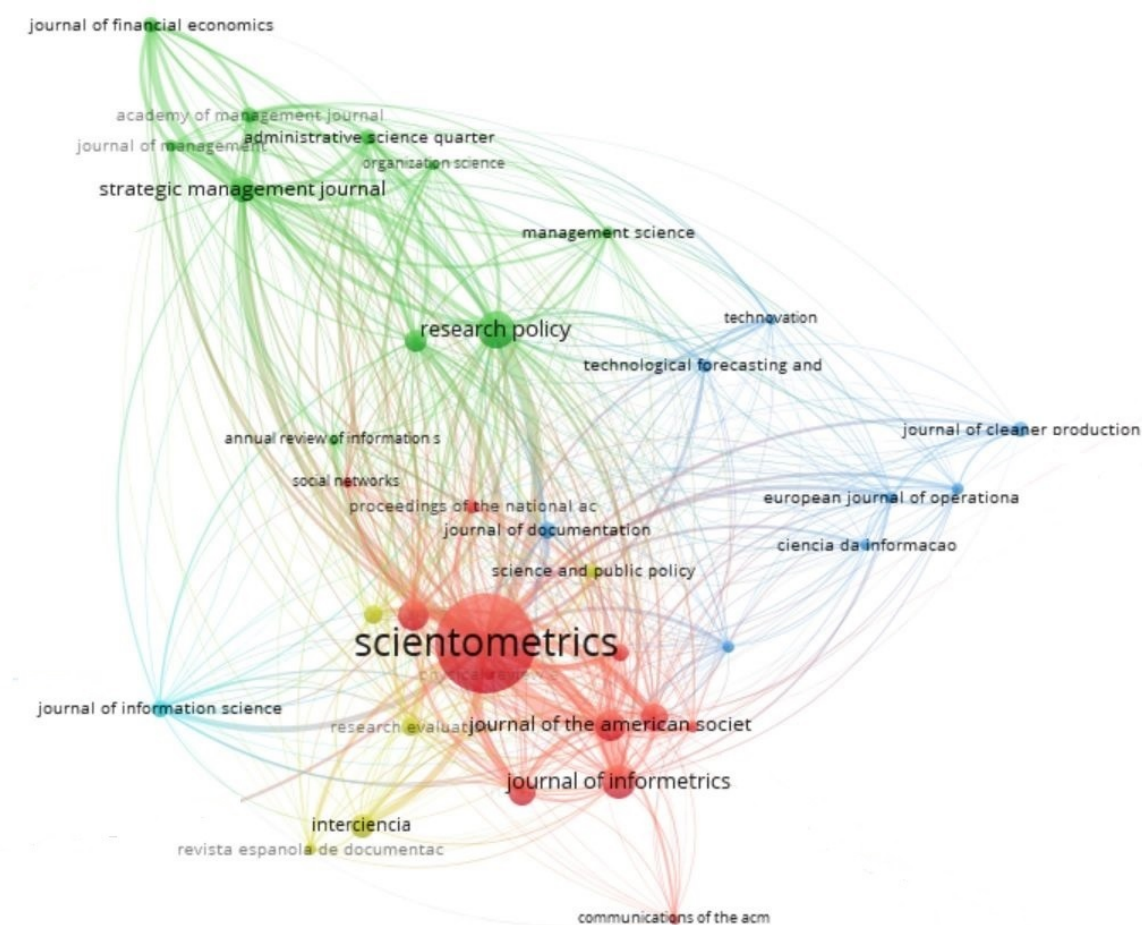 journal of financial economics
academy of management journal
administrative science quarter
journal of management
organization science
strategic management journal
management science
technovation
research policy
technological forecasting and
journal of cleaner production
annual review of information s
social networks
european journal of operationa
proceedings of the national ac
journal of documentation
ciencia da informacao
science and public policy
scientometrics
journal of information science
research evaluation
journal of the american societ
journal of informetrics
interciencia
revista espanola de documentac
communications of the acm